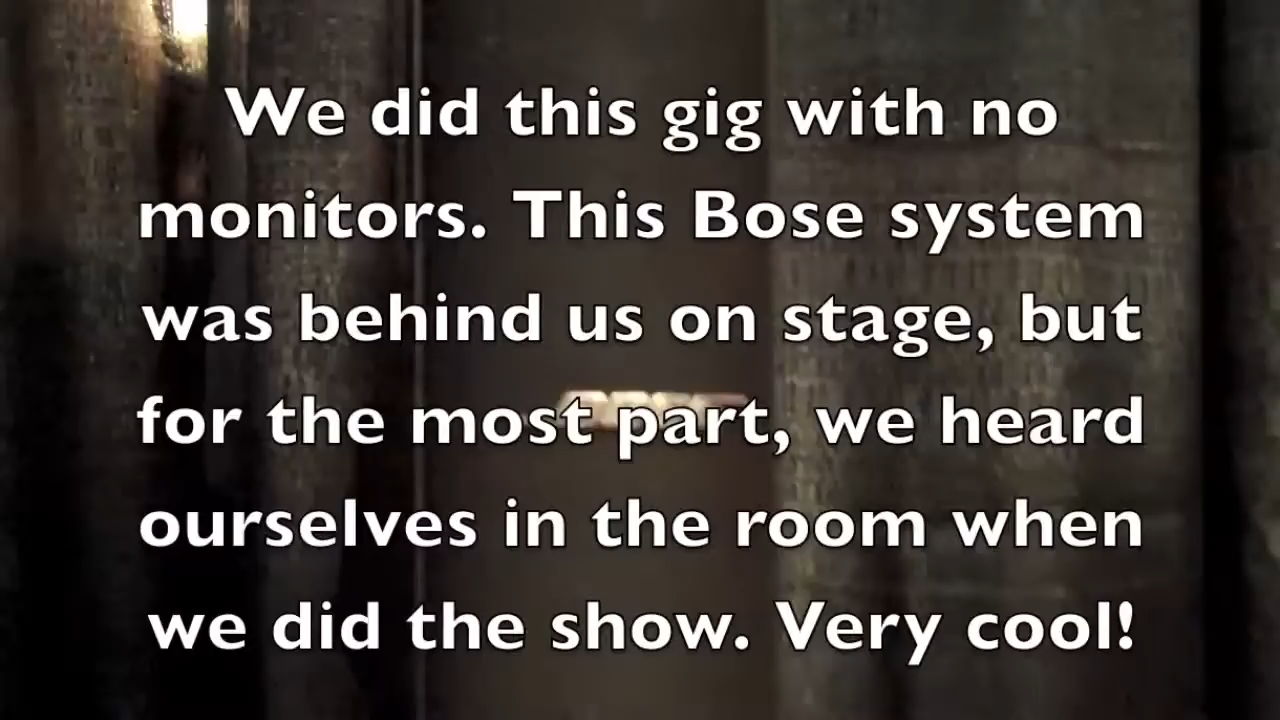 We did this gig with no
monitors. This Bose system
was behind us on stage, but
for the most part, we heard
ourselves in the room when
we did the show. Very cool!